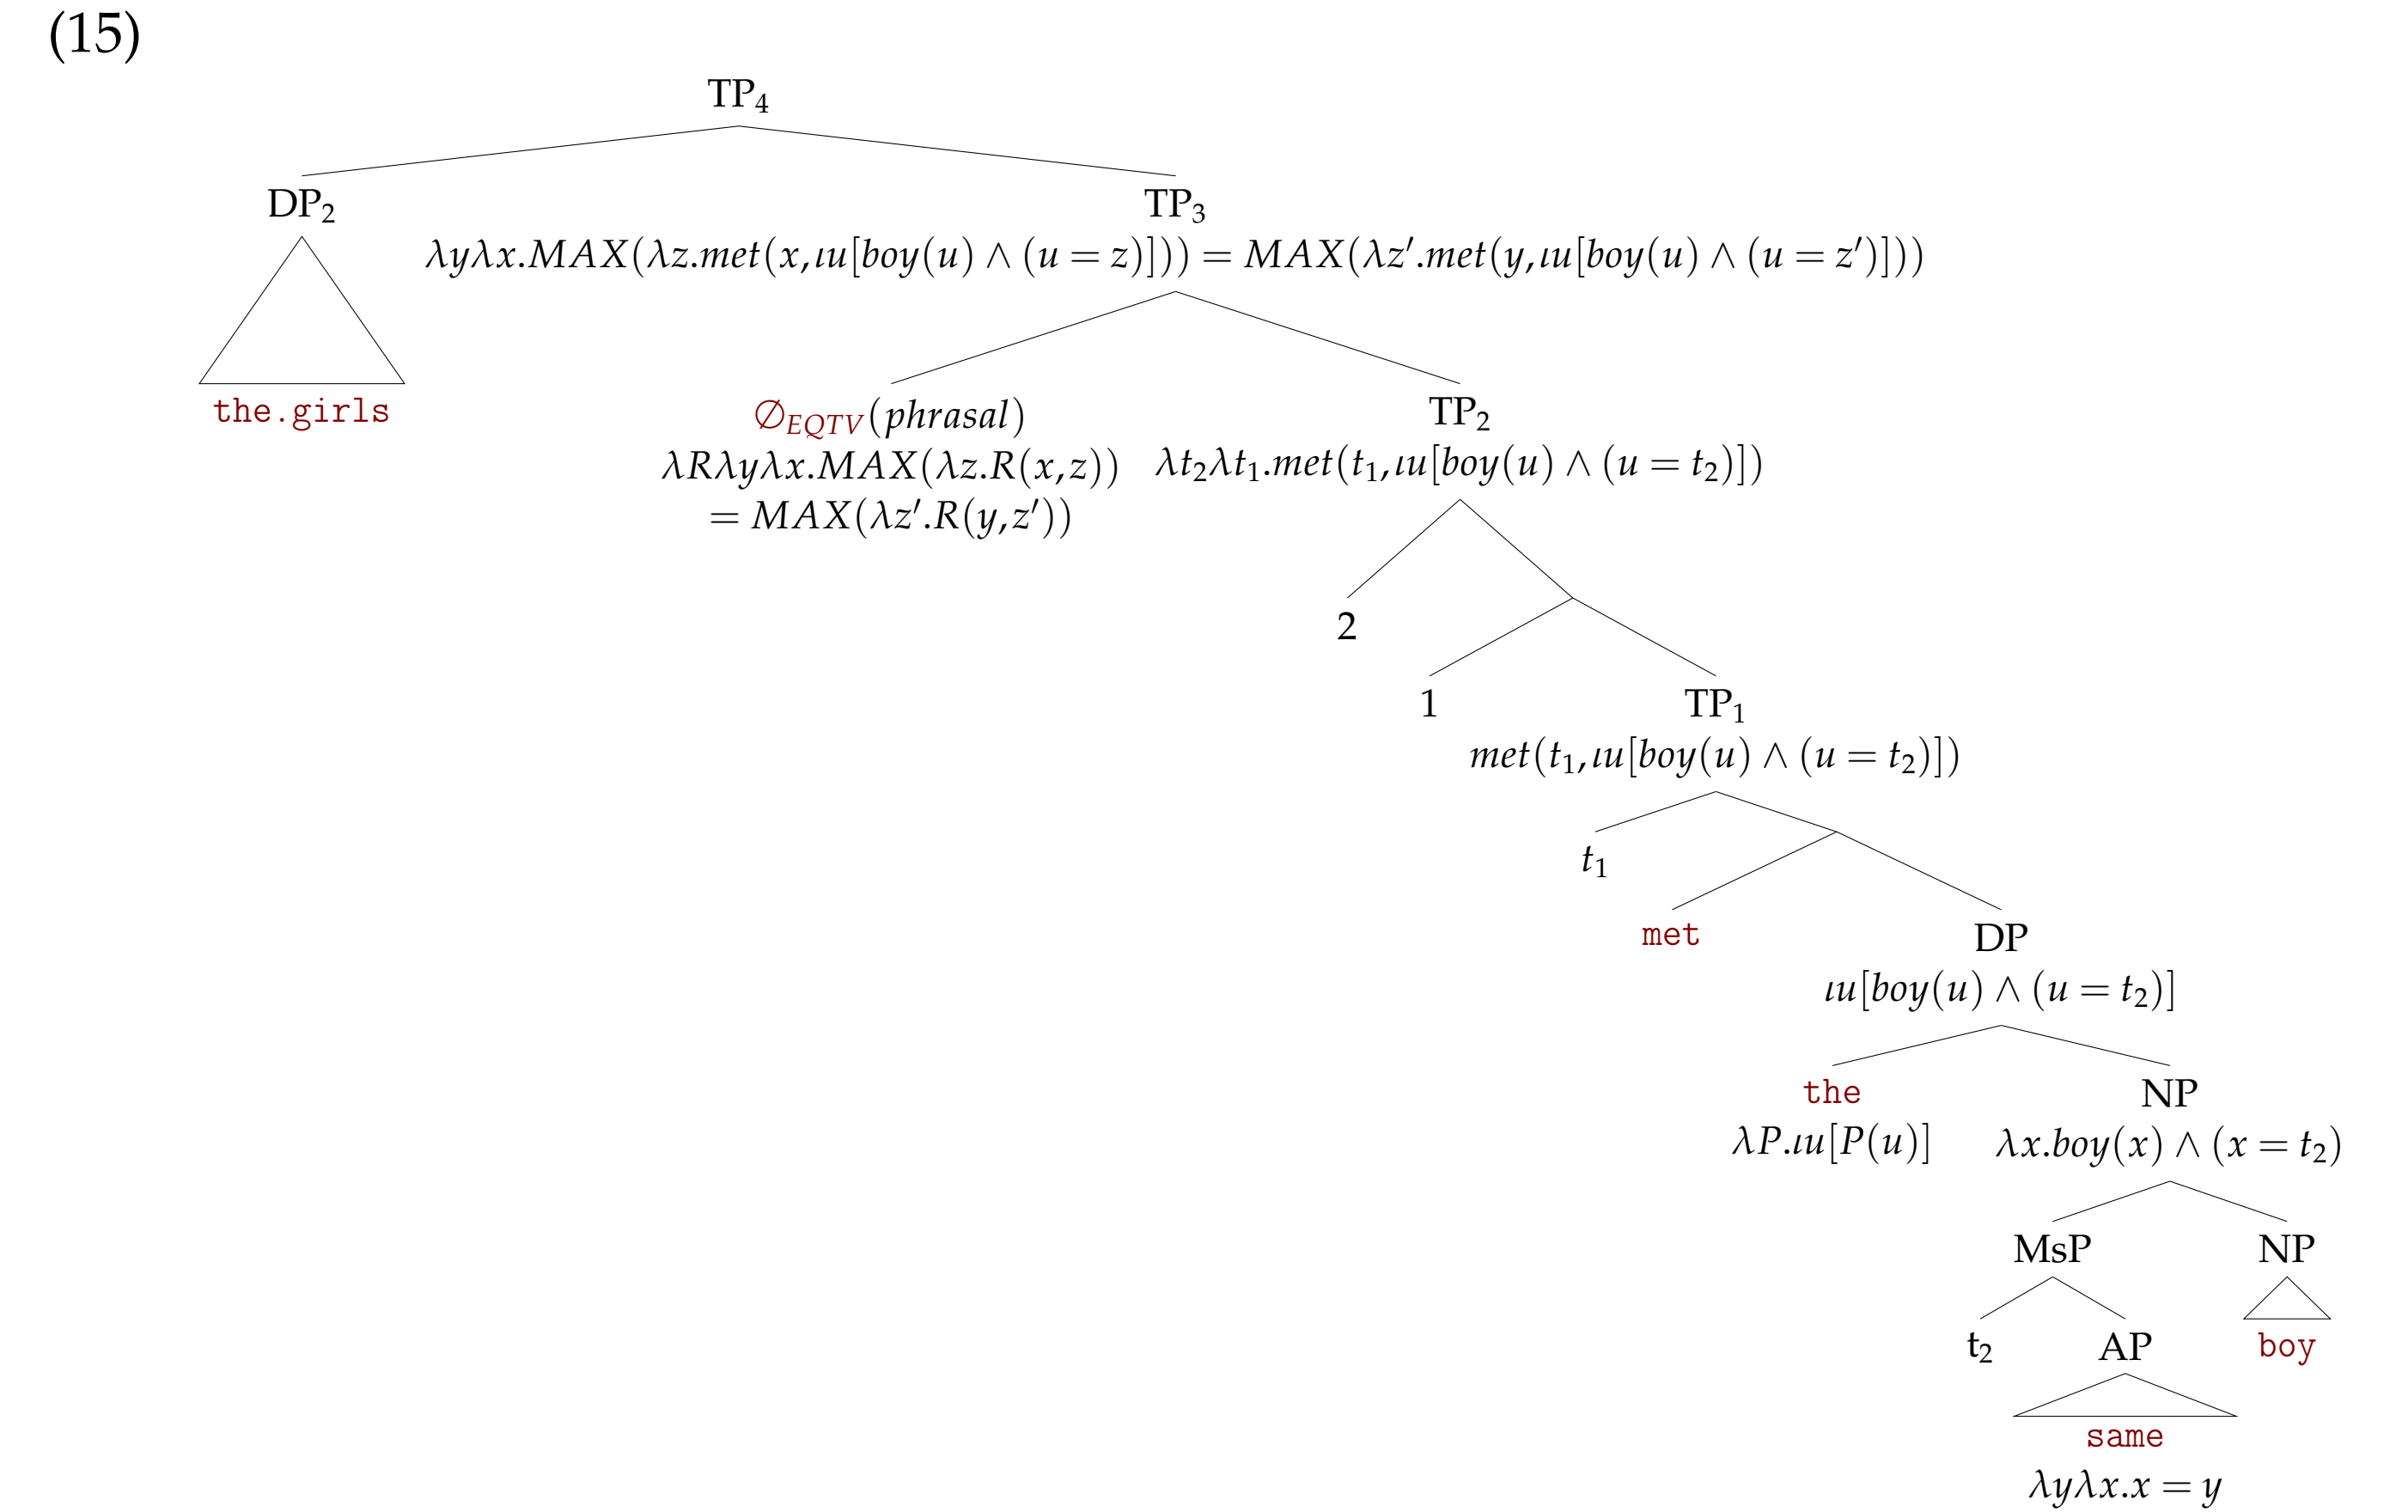 (15)
TP₄
DP₂ TP₃
λyλx.MAX(λz.met(x,ιu[boy(u) ∧ (u = z)])) = MAX(λz′.met(y,ιu[boy(u) ∧ (u = z′)]))
the.girls ∅_EQTV(phrasal) TP₂
λRλyλx.MAX(λz.R(x,z)) λt₂λt₁.met(t₁,ιu[boy(u) ∧ (u = t₂)])
= MAX(λz′.R(y,z′))
2
1 TP₁
met(t₁,ιu[boy(u) ∧ (u = t₂)])
t₁
met DP
ιu[boy(u) ∧ (u = t₂)]
the NP
λP.ιu[P(u)] λx.boy(x) ∧ (x = t₂)
MsP NP
t₂ AP boy
same
λyλx.x = y